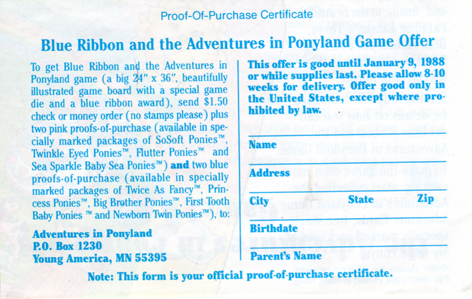 Proof-Of-Purchase Certificate
Blue Ribbon and the Adventures in Ponyland Game Offer
To get Blue Ribbon and the Adventures in
Ponyland game (a big 24" x 36", beautifully
illustrated game board with a special game
die and a blue ribbon award), send $1.50
check or money order (no stamps please) plus
two pink proofs-of-purchase (available in spe-
cially marked packages of SoSoft Ponies™,
Twinkle Eyed Ponies™, Flutter Ponies™ and
Sea Sparkle Baby Sea Ponies™) and two blue
proofs-of-purchase (available in specially
marked packages of Twice As Fancy™, Prin-
cess Ponies™, Big Brother Ponies™, First Tooth
Baby Ponies ™ and Newborn Twin Ponies™), to:
Adventures in Ponyland
P.O. Box 1230
Young America, MN 55395
This offer is good until January 9, 1988
or while supplies last. Please allow 8-10
weeks for delivery. Offer good only in
the United States, except where pro-
hibited by law.
Name
Address
City State Zip
Birthdate
Parent's Name
Note: This form is your official proof-of-purchase certificate.